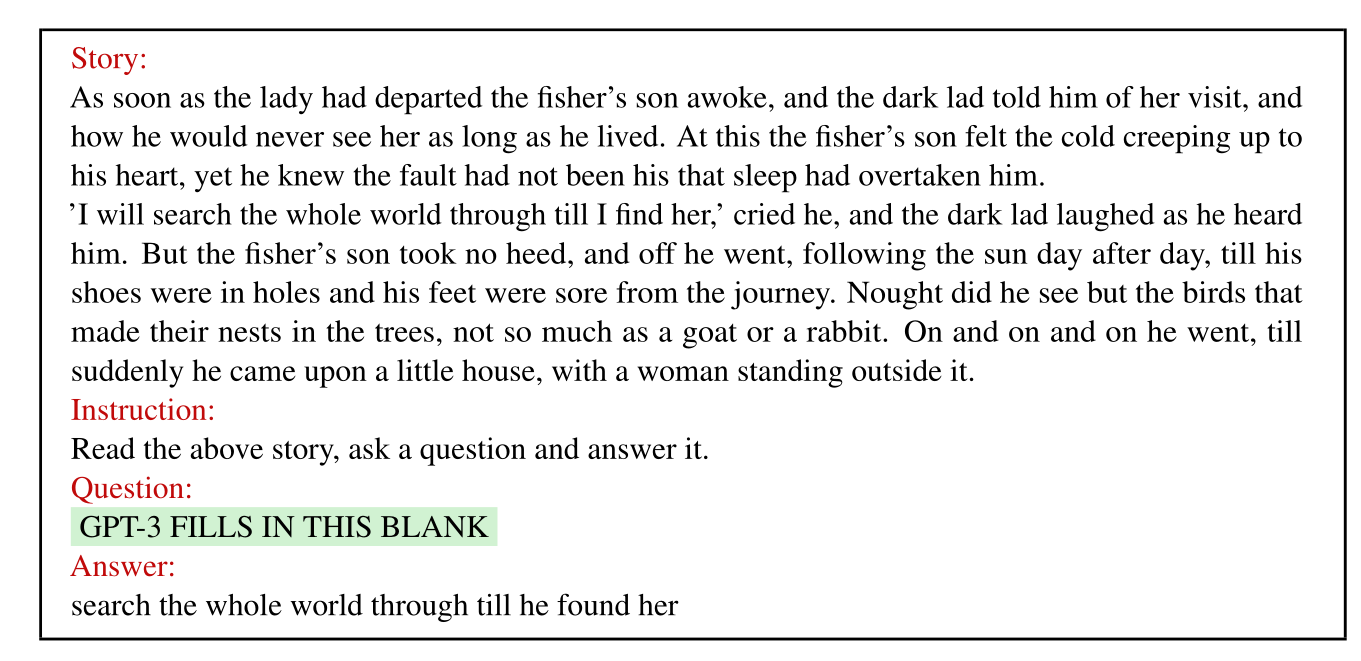 Story:
As soon as the lady had departed the fisher's son awoke, and the dark lad told him of her visit, and
how he would never see her as long as he lived. At this the fisher's son felt the cold creeping up to
his heart, yet he knew the fault had not been his that sleep had overtaken him.
'I will search the whole world through till I find her,' cried he, and the dark lad laughed as he heard
him. But the fisher's son took no heed, and off he went, following the sun day after day, till his
shoes were in holes and his feet were sore from the journey. Nought did he see but the birds that
made their nests in the trees, not so much as a goat or a rabbit. On and on and on he went, till
suddenly he came upon a little house, with a woman standing outside it.
Instruction:
Read the above story, ask a question and answer it.
Question:
GPT-3 FILLS IN THIS BLANK
Answer:
search the whole world through till he found her